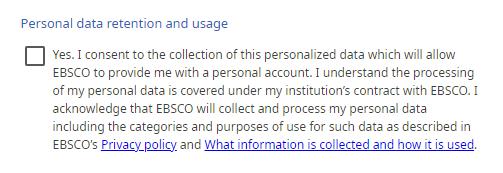 Personal data retention and usage
Yes. I consent to the collection of this personalized data which will allow
EBSCO to provide me with a personal account. I understand the processing
of my personal data is covered under my institution's contract with EBSCO. I
acknowledge that EBSCO will collect and process my personal data
including the categories and purposes of use for such data as described in
EBSCO's Privacy policy and What information is collected and how it is used.